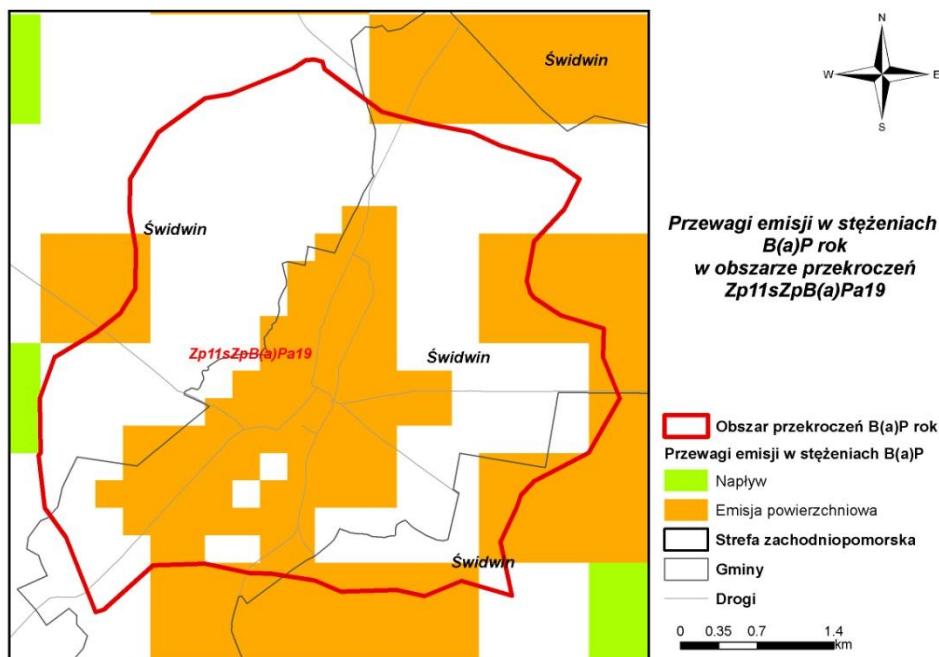 Świdwin
Świdwin
Zp11sZpB(a)Pa19
Świdwin
Świdwin
N
W
E
S
Przewagi emisji w stężeniach
B(a)P rok
w obszarze przekroczeń
Zp11sZpB(a)Pa19
Obszar przekroczeń B(a)P rok
Przewagi emisji w stężeniach B(a)P
Napływ
Emisja powierzchniowa
Strefa zachodniopomorska
Gminy
Drogi
0 0.35 0.7 1.4
km